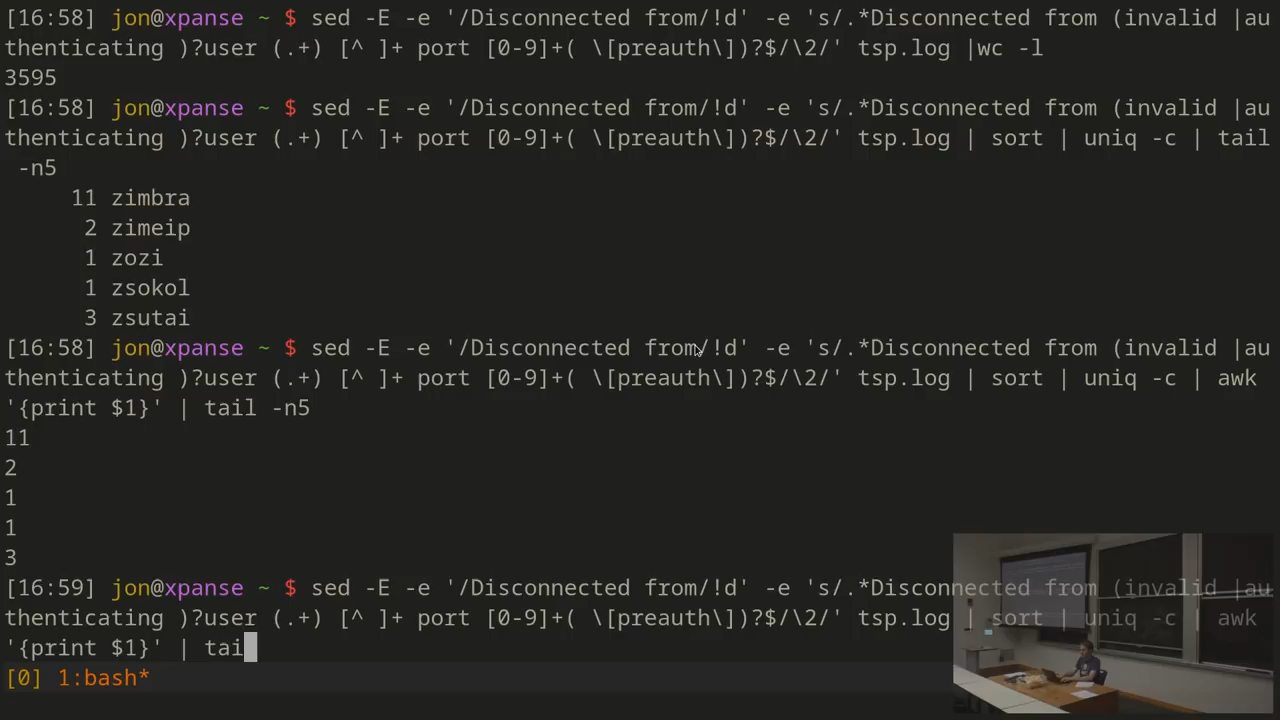 [16:58] jon@xpanse ~ $ sed -E -e '/Disconnected from/!d' -e 's/.*Disconnected from (invalid |au
thenticating )?user (.+) [^ ]+ port [0-9]+( \[preauth\])?$/\2/' tsp.log |wc -l
3595
[16:58] jon@xpanse ~ $ sed -E -e '/Disconnected from/!d' -e 's/.*Disconnected from (invalid |au
thenticating )?user (.+) [^ ]+ port [0-9]+( \[preauth\])?$/\2/' tsp.log | sort | uniq -c | tail
 -n5
     11 zimbra
      2 zimeip
      1 zozi
      1 zsokol
      3 zsutai
[16:58] jon@xpanse ~ $ sed -E -e '/Disconnected from/!d' -e 's/.*Disconnected from (invalid |au
thenticating )?user (.+) [^ ]+ port [0-9]+( \[preauth\])?$/\2/' tsp.log | sort | uniq -c | awk
'{print $1}' | tail -n5
11
2
1
1
3
[16:59] jon@xpanse ~ $ sed -E -e '/Disconnected from/!d' -e 's/.*Disconnected from (invalid |au
thenticating )?user (.+) [^ ]+ port [0-9]+( \[preauth\])?$/\2/' tsp.log | sort | uniq -c | awk
'{print $1}' | tai
[0] 1:bash*